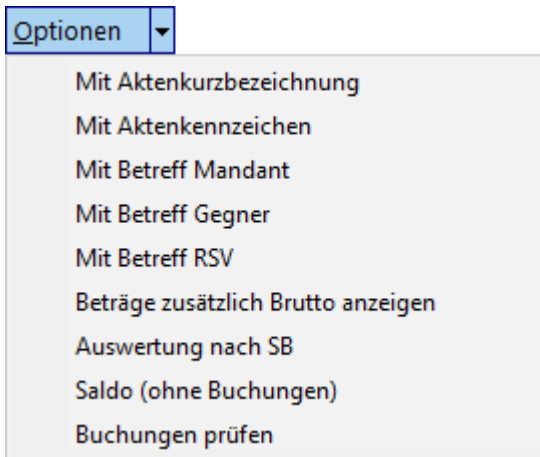 Optionen
Mit Aktenkurzbezeichnung
Mit Aktenkennzeichen
Mit Betreff Mandant
Mit Betreff Gegner
Mit Betreff RSV
Beträge zusätzlich Brutto anzeigen
Auswertung nach SB
Saldo (ohne Buchungen)
Buchungen prüfen